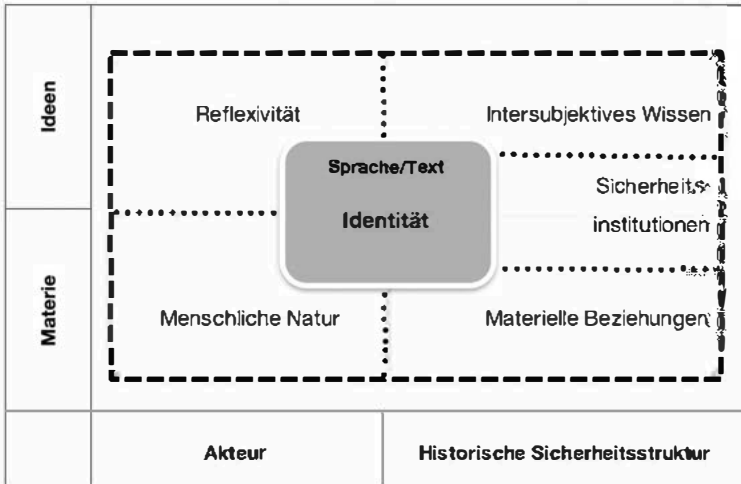 Ideen
Reflexivität
Intersubjektives Wissen
Sprache/Text
Identität
Sicherheits-
institutionen
Materie
Menschliche Natur
Materielle Beziehungen
Akteur
Historische Sicherheitsstruktur